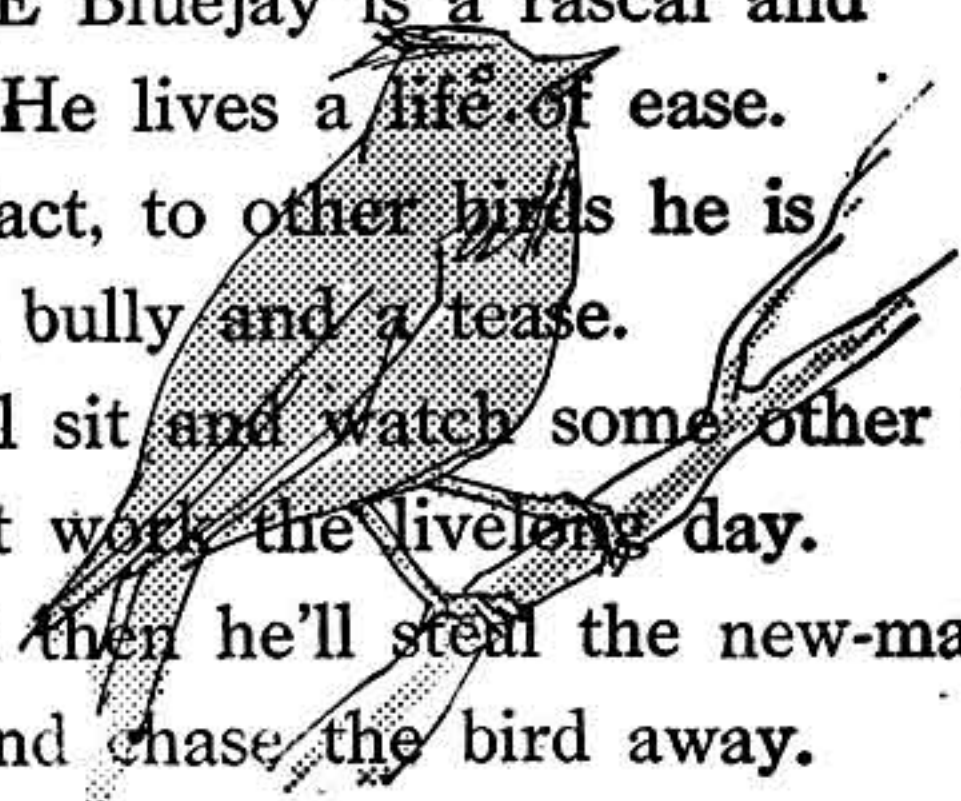 E Bluejay is a rascal and
He lives a life of ease.
act, to other birds he is
bully and a tease.
l sit and watch some other
t work the livelong day.
then he'll steal the new-ma
nd chase the bird away.